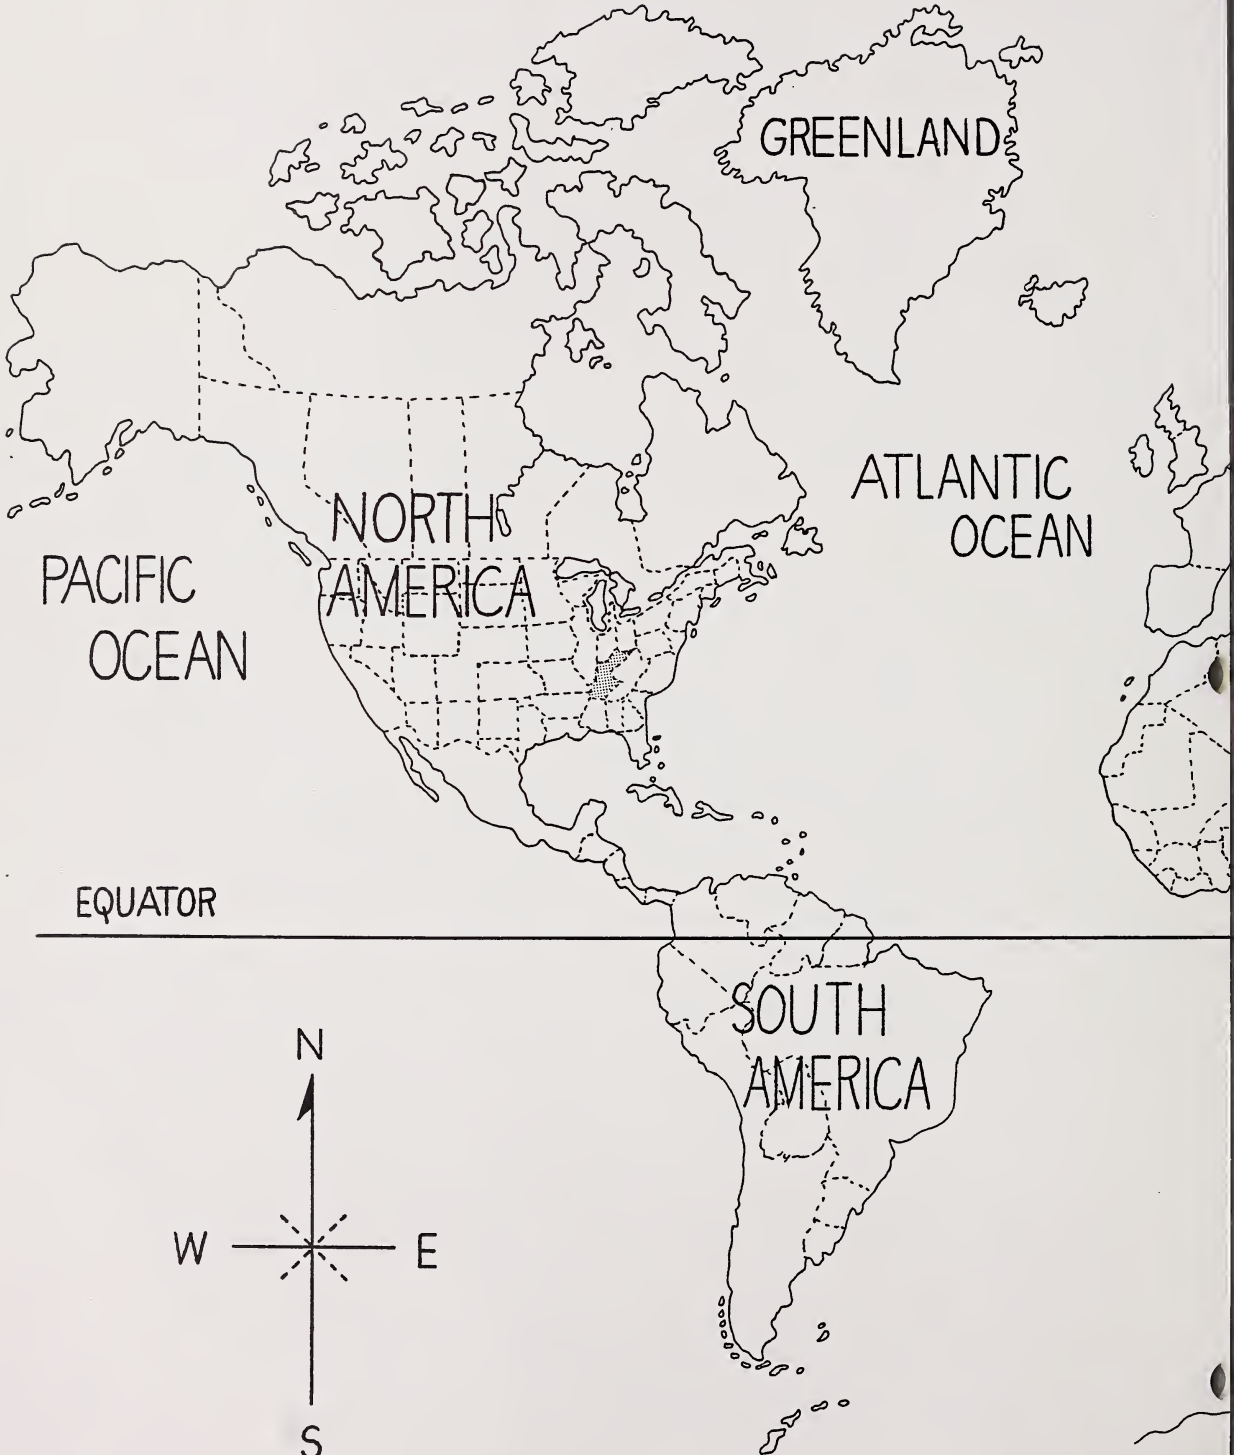 GREENLAND
ATLANTIC
OCEAN
NORTH
AMERICA
PACIFIC
OCEAN
EQUATOR
SOUTH
AMERICA
N
W E
S